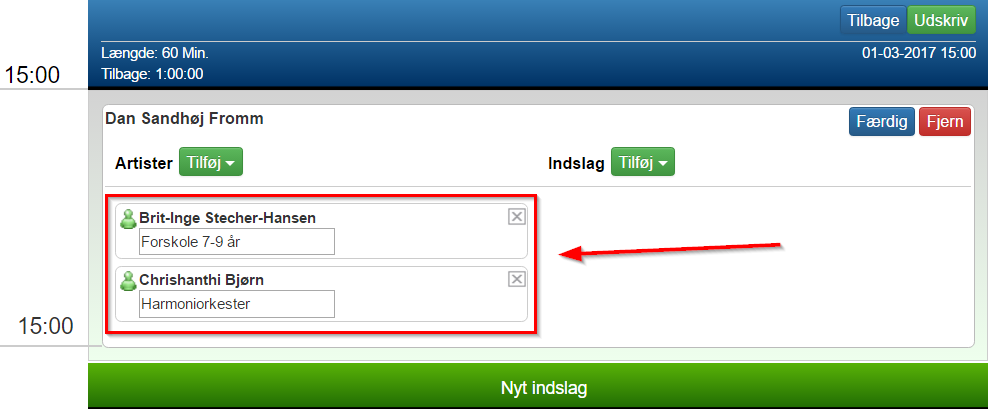 Tilbage Udskriv
Længde: 60 Min. 01-03-2017 15:00
15:00 Tilbage: 1:00:00
Dan Sandhøj Fromm Færdig Fjern
Artister Tilføj Indslag Tilføj
Brit-Inge Stecher-Hansen
Forskole 7-9 år
Chrishanthi Bjørn
Harmoniorkester
15:00
Nyt indslag